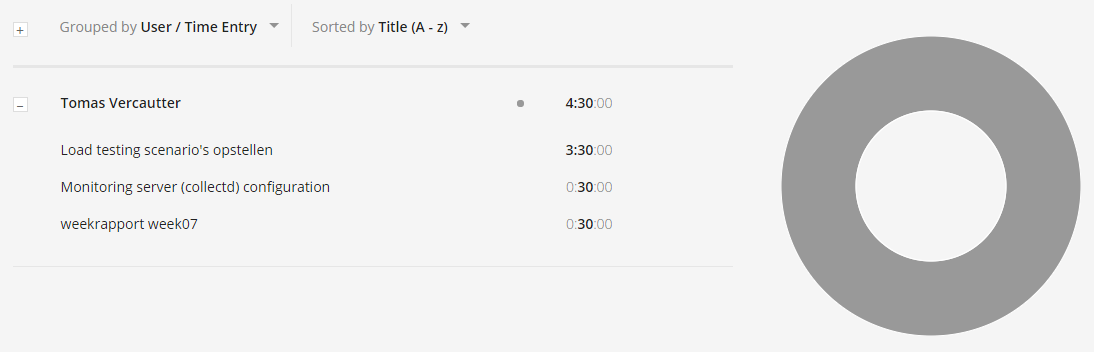 Grouped by User / Time Entry Sorted by Title (A - z)
Tomas Vercautter 4:30:00
Load testing scenario's opstellen 3:30:00
Monitoring server (collectd) configuration 0:30:00
weekrapport week07 0:30:00